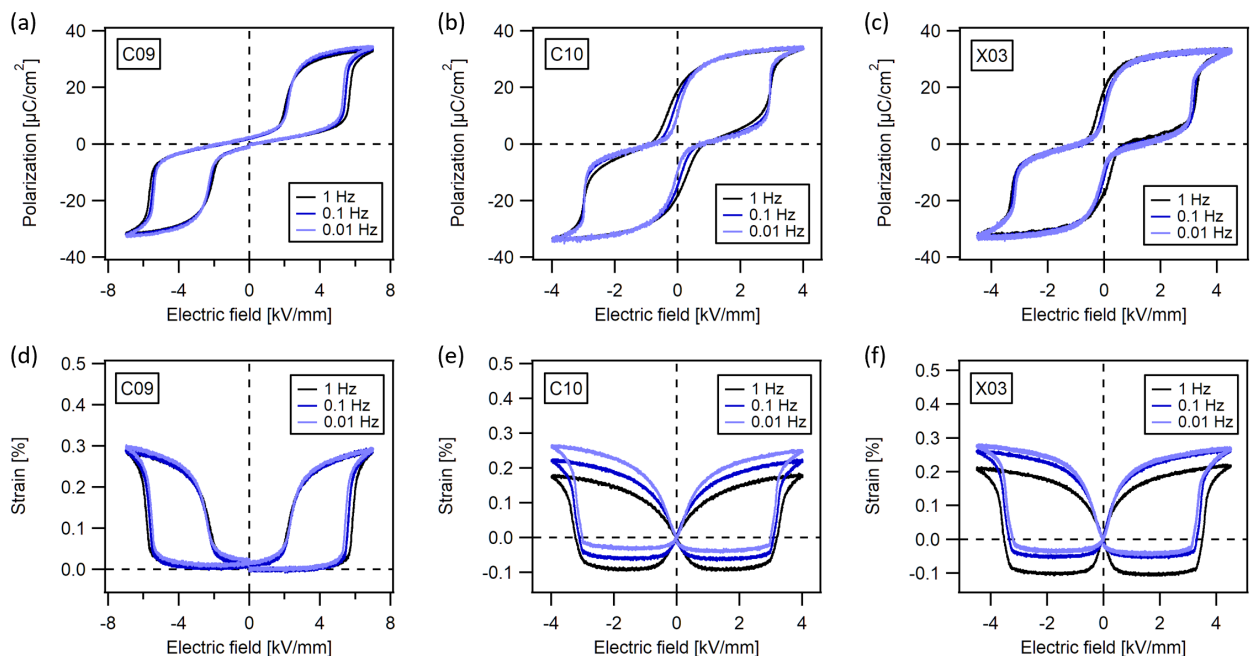 (a)
40
20
0
-20
-40
Polarization [µC/cm²]
C09
1 Hz
0.1 Hz
0.01 Hz
-8
-4
0
4
8
Electric field [kV/mm]
(b)
40
20
0
-20
-40
Polarization [µC/cm²]
C10
1 Hz
0.1 Hz
0.01 Hz
-4
-2
0
2
4
Electric field [kV/mm]
(c)
40
20
0
-20
-40
Polarization [µC/cm²]
X03
1 Hz
0.1 Hz
0.01 Hz
-4
-2
0
2
4
Electric field [kV/mm]
(d)
0.5
0.4
0.3
0.2
0.1
0.0
Strain [%]
C09
1 Hz
0.1 Hz
0.01 Hz
-8
-4
0
4
8
Electric field [kV/mm]
(e)
0.5
0.4
0.3
0.2
0.1
0.0
-0.1
Strain [%]
C10
1 Hz
0.1 Hz
0.01 Hz
-4
-2
0
2
4
Electric field [kV/mm]
(f)
0.5
0.4
0.3
0.2
0.1
0.0
-0.1
Strain [%]
X03
1 Hz
0.1 Hz
0.01 Hz
-4
-2
0
2
4
Electric field [kV/mm]